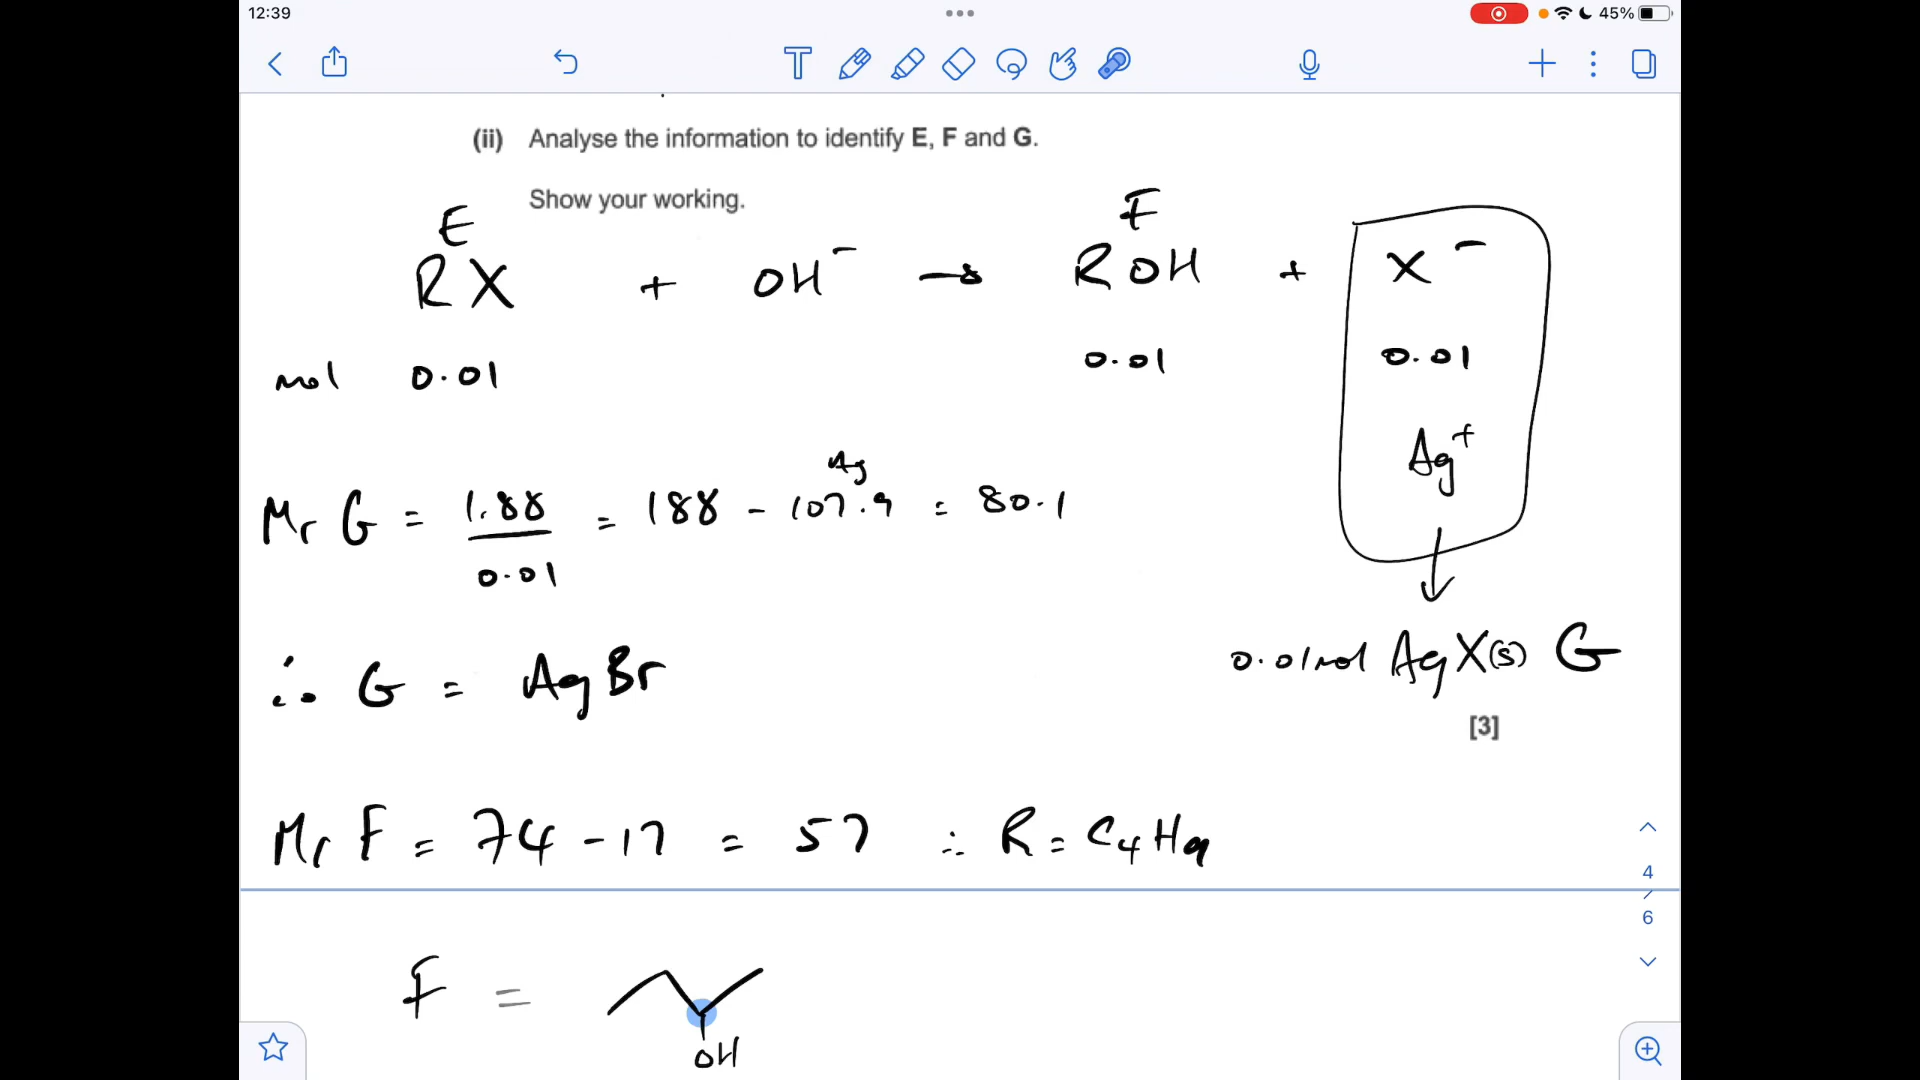 12:39
45%
(ii) Analyse the information to identify E, F and G.
Show your working.
E F
RX + OH⁻ → ROH + X⁻
mol 0.01 0.01 0.01
Ag⁺
Ag
Mr G = 1.88 / 0.01 = 188 - 107.9 = 80.1
0.01mol AgX(s) G
∴ G = AgBr
[3]
Mr F = 74 - 17 = 57 ∴ R = C₄H₉
4
/
6
F =
OH